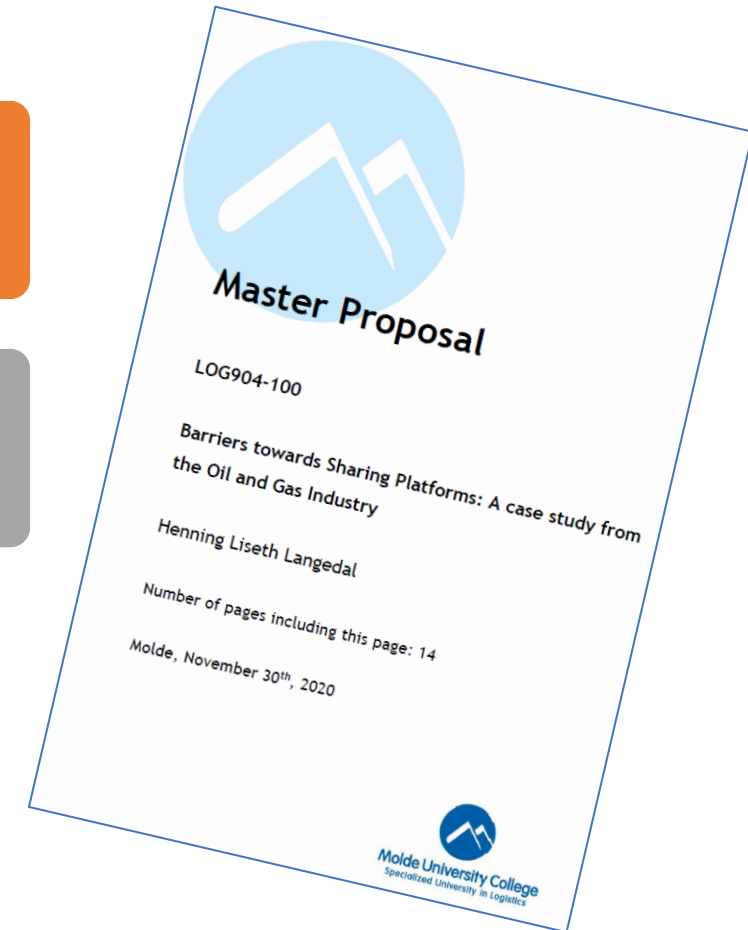 Master Proposal
LOG904-100
Barriers towards Sharing Platforms: A case study from
the Oil and Gas Industry
Henning Liseth Langedal
Number of pages including this page: 14
Molde, November 30th, 2020
Molde University College
Specialized University in Logistics